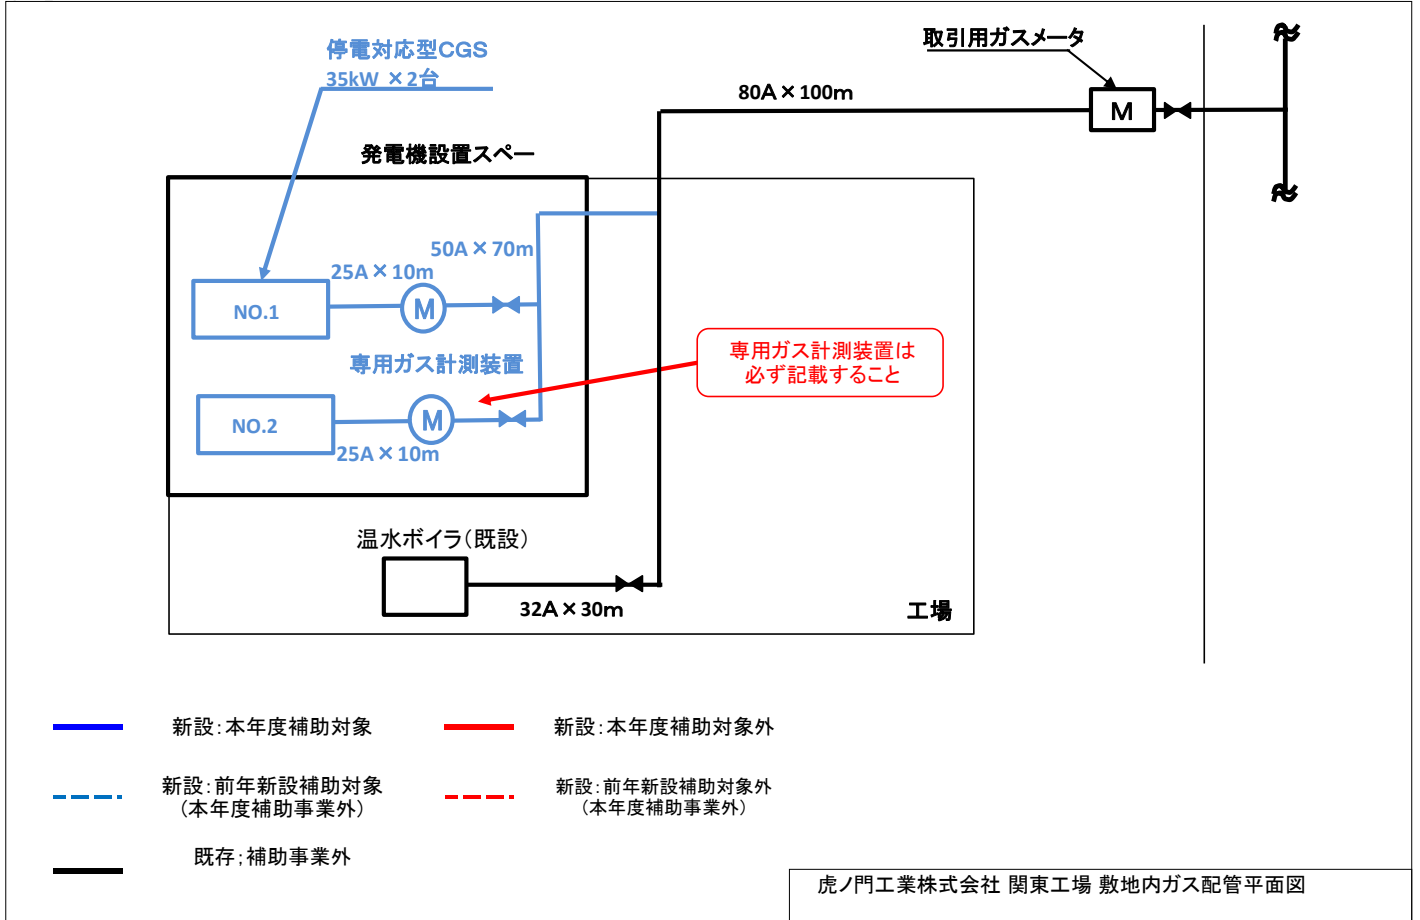 停電対応型CGS
35kW ×2台
取引用ガスメータ
80A×100m
M
発電機設置スペー
50A×70m
25A×10m
NO.1
M
専用ガス計測装置
専用ガス計測装置は
必ず記載すること
NO.2
M
25A×10m
温水ボイラ(既設)
32A×30m
工場
新設:本年度補助対象
新設:本年度補助対象外
新設:前年新設補助対象
(本年度補助事業外)
新設:前年新設補助対象外
(本年度補助事業外)
既存;補助事業外
虎ノ門工業株式会社 関東工場 敷地内ガス配管平面図